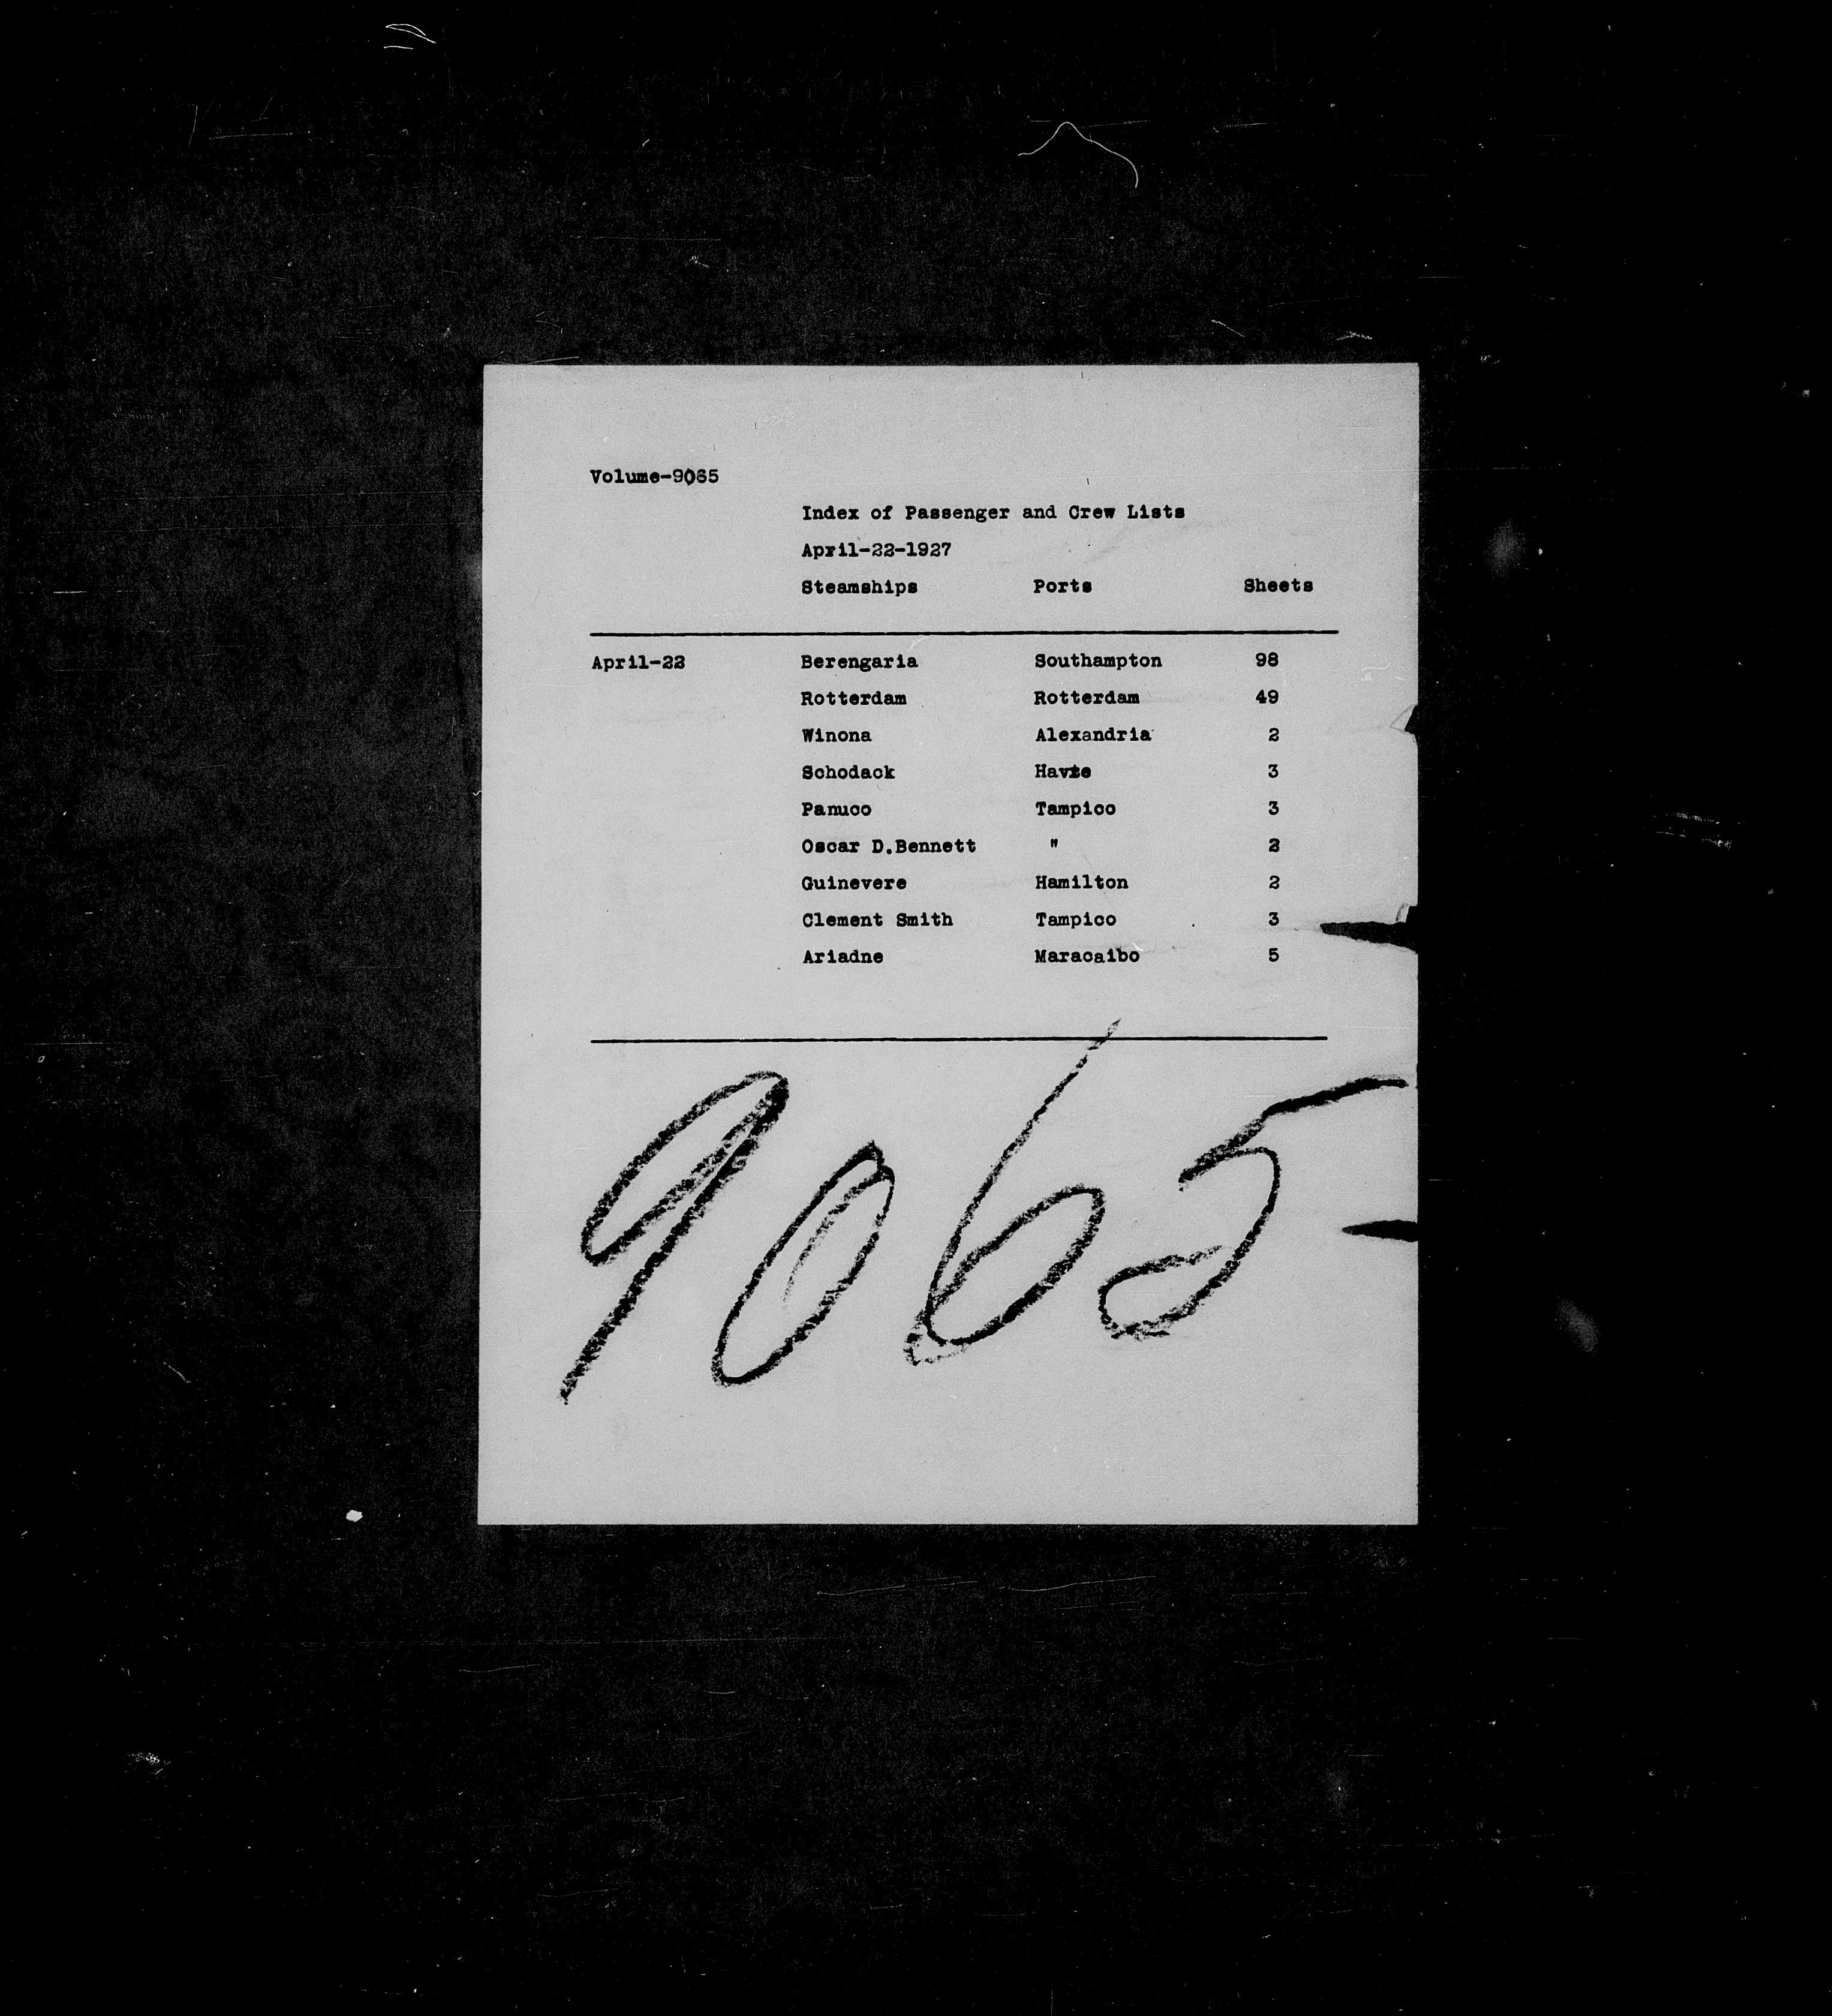 Volume-9065
Index of Passenger and Crew Lists
April-22-1927
Steamships Ports Sheets
April-22 Berengaria Southampton 98
Rotterdam Rotterdam 49
Winona Alexandria 2
Schodack Havre 3
Panuco Tampico 3
Oscar D.Bennett " 2
Guinevere Hamilton 2
Clement Smith Tampico 3
Ariadne Maracaibo 5
9065